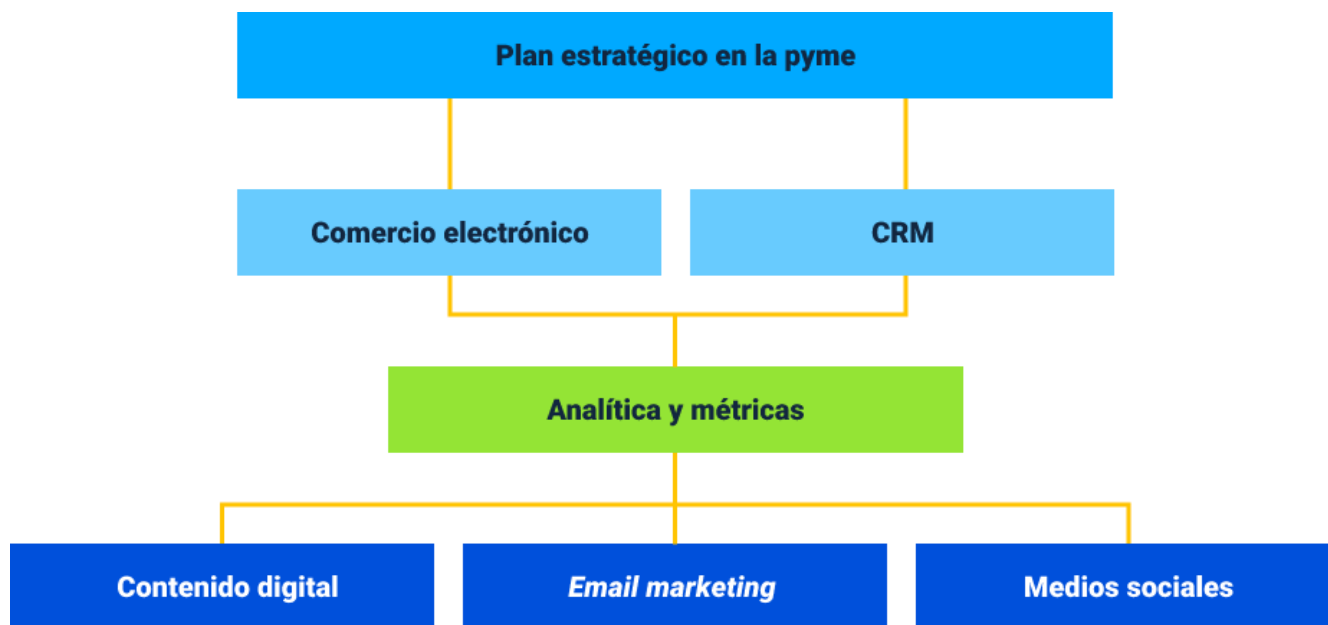 Plan estratégico en la pyme
Comercio electrónico
CRM
Analítica y métricas
Contenido digital
Email marketing
Medios sociales